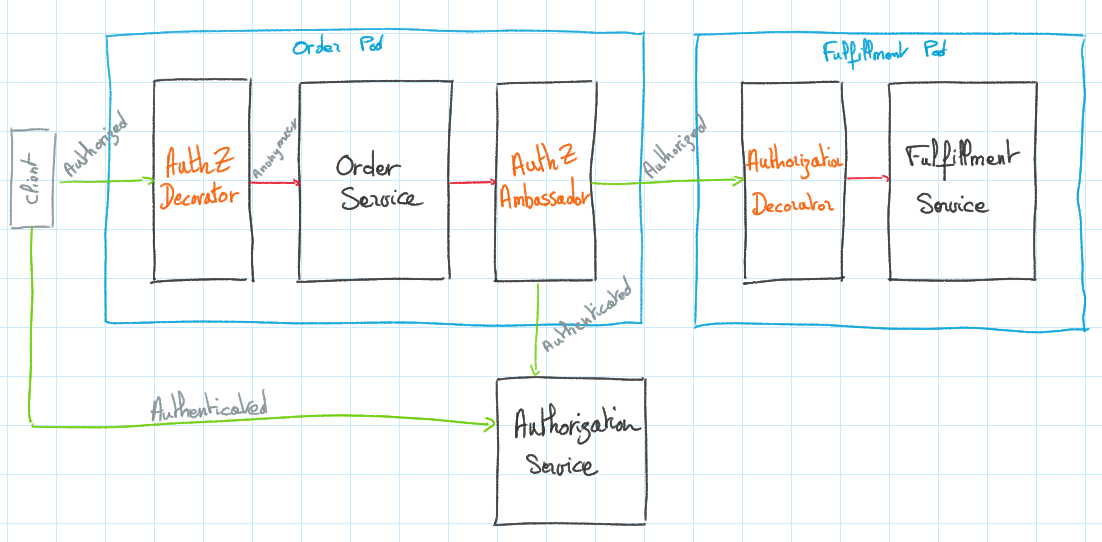 Order Pod
Fulfillment Pod
Client
Authorized
AuthZ
Decorator
Anonymous
Order
Service
AuthZ
Ambassador
Authorized
Authorization
Decorator
Fulfillment
Service
Authenticated
Authenticated
Authorization
Service